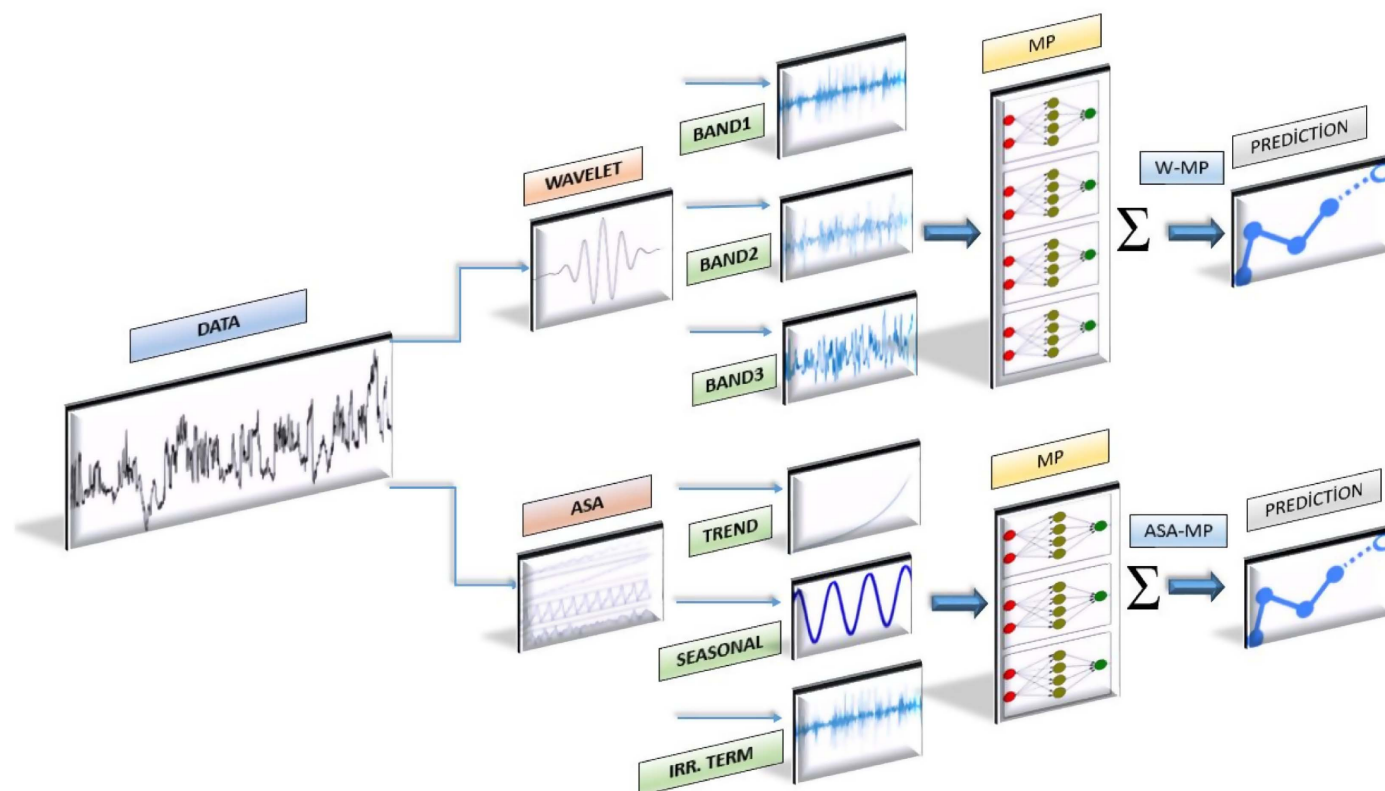 DATA
WAVELET
BAND1
BAND2
BAND3
MP
Σ
W-MP
PREDİCTİON
ASA
TREND
SEASONAL
IRR. TERM
MP
Σ
ASA-MP
PREDİCTİON